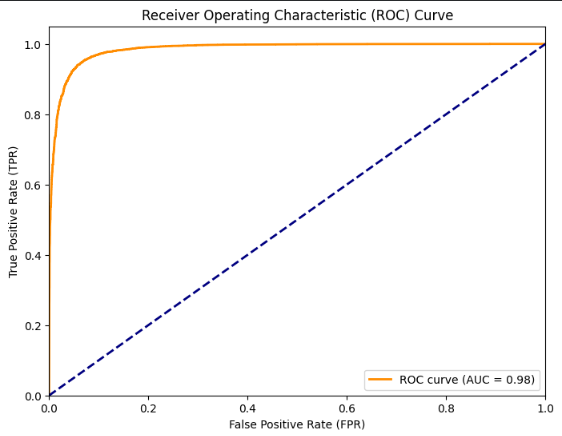 Receiver Operating Characteristic (ROC) Curve
True Positive Rate (TPR)
1.0
0.8
0.6
0.4
0.2
0.0
ROC curve (AUC = 0.98)
0.0 0.2 0.4 0.6 0.8 1.0
False Positive Rate (FPR)